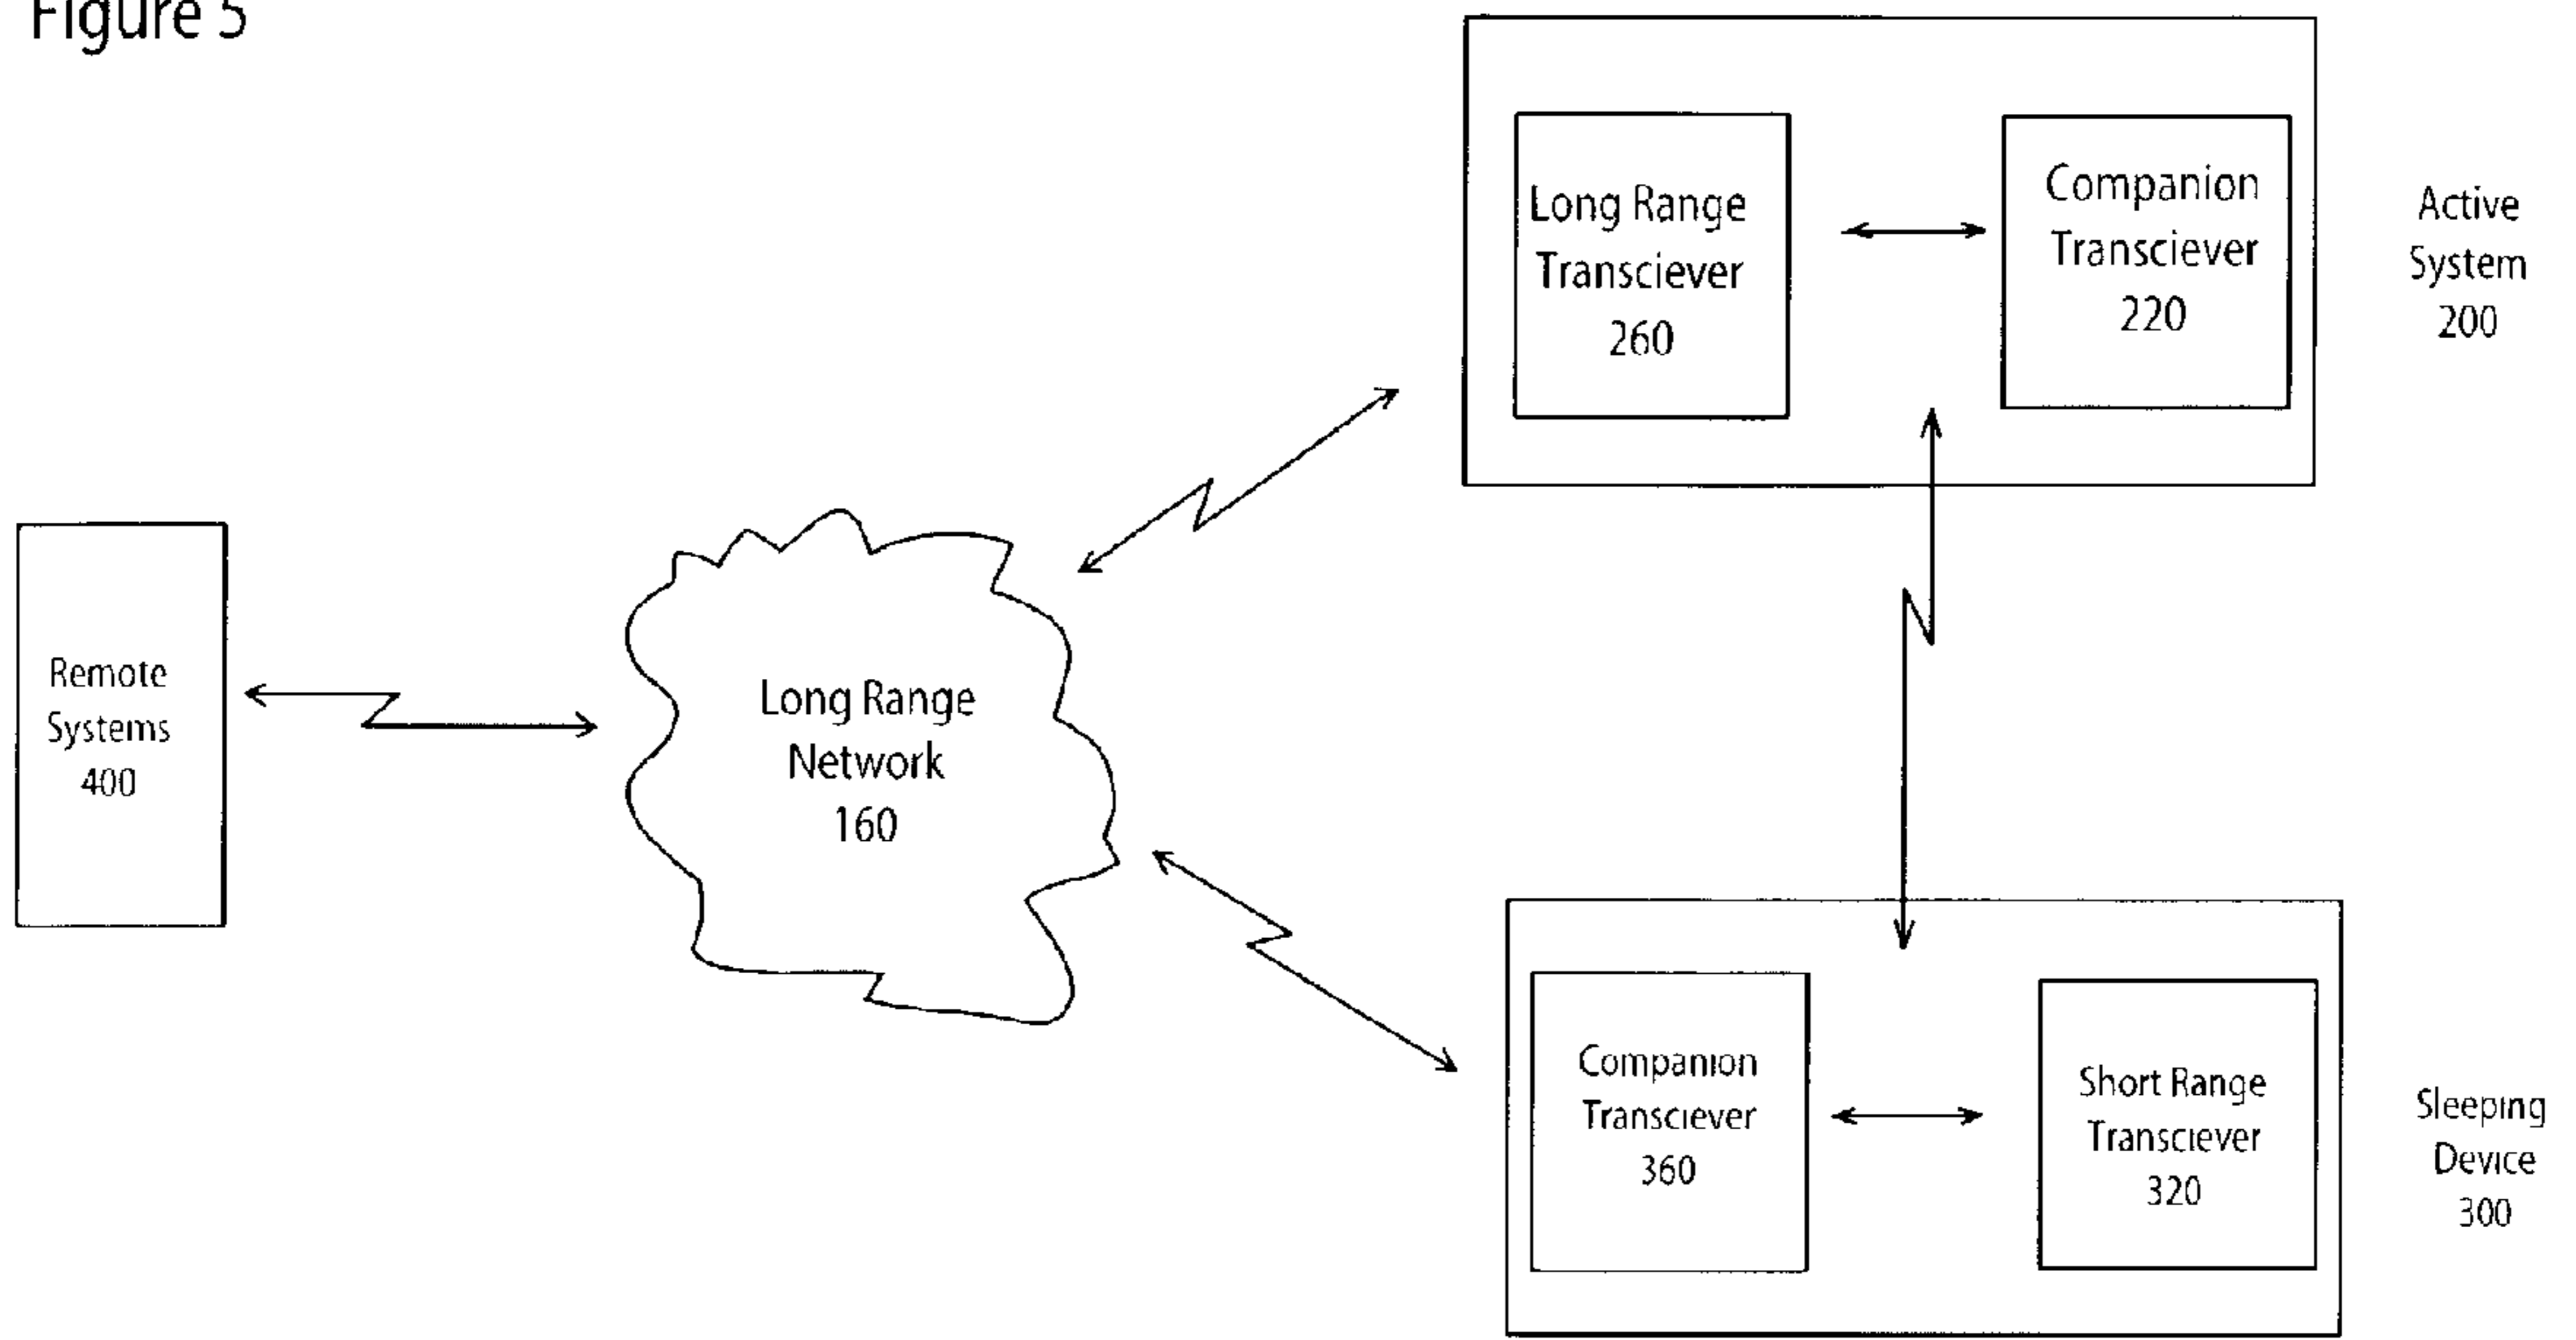 Figure 5
Long Range
Transciever
260
Companion
Transciever
220
Active
System
200
Remote
Systems
400
Long Range
Network
160
Companion
Transciever
360
Short Range
Transciever
320
Sleeping
Device
300